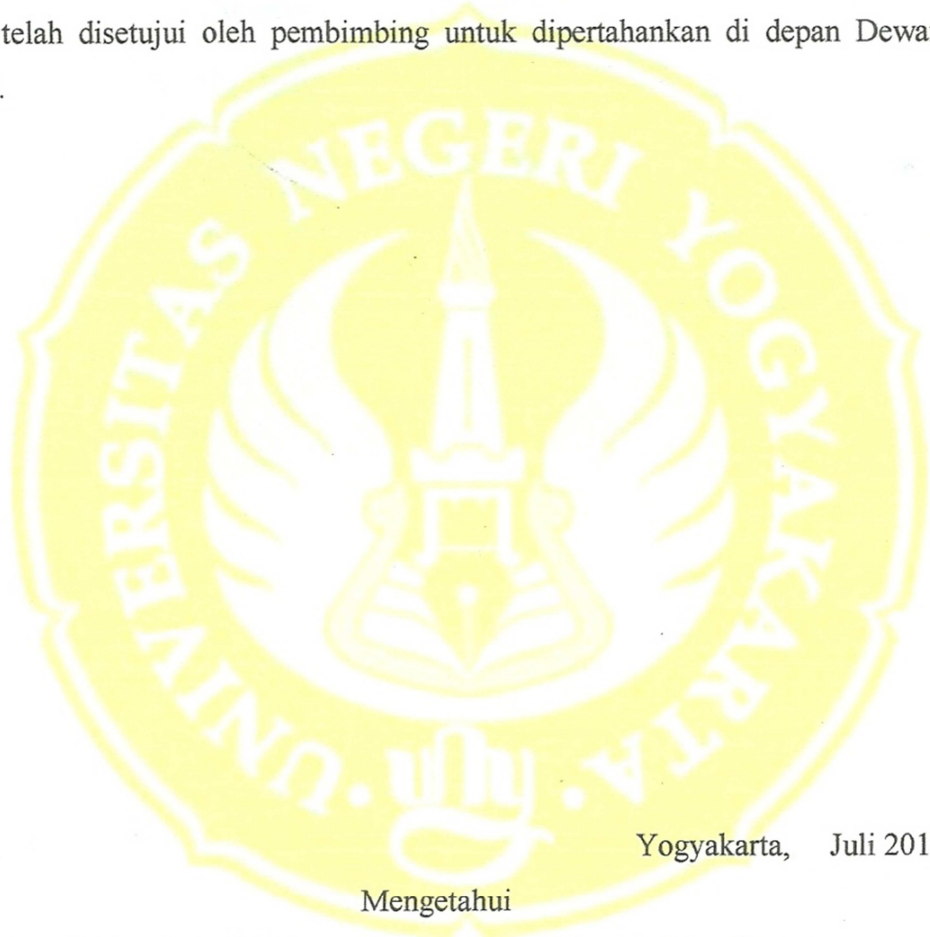 telah disetujui oleh pembimbing untuk dipertahankan di depan Dewa
.
UNIVERSITAS NEGERI YOGYAKARTA
uny
Yogyakarta, Juli 201
Mengetahui